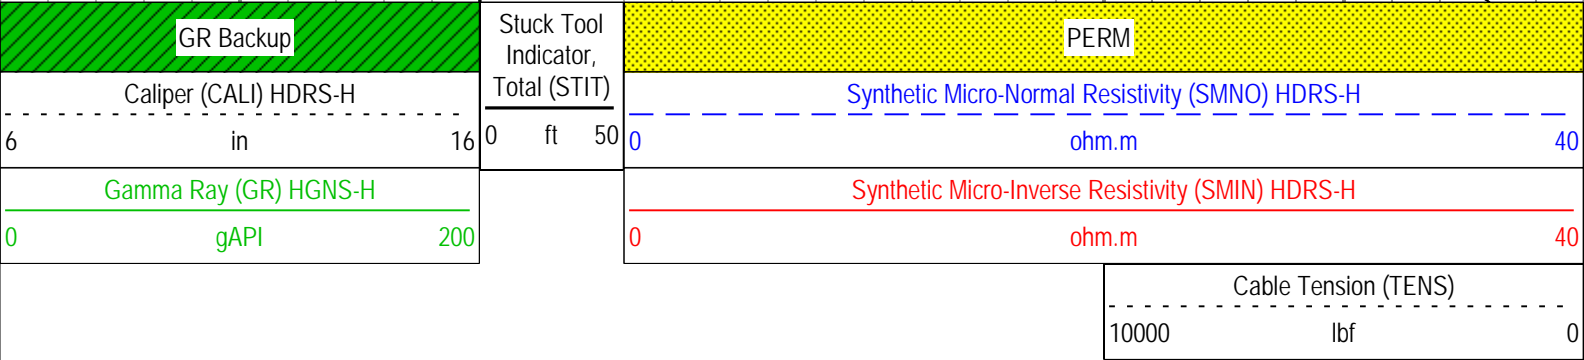 GR Backup
Caliper (CALI) HDRS-H
6 in 16
Gamma Ray (GR) HGNS-H
0 gAPI 200
Stuck Tool
Indicator,
Total (STIT)
0 ft 50
PERM
Synthetic Micro-Normal Resistivity (SMNO) HDRS-H
0 ohm.m 40
Synthetic Micro-Inverse Resistivity (SMIN) HDRS-H
0 ohm.m 40
Cable Tension (TENS)
10000 lbf 0